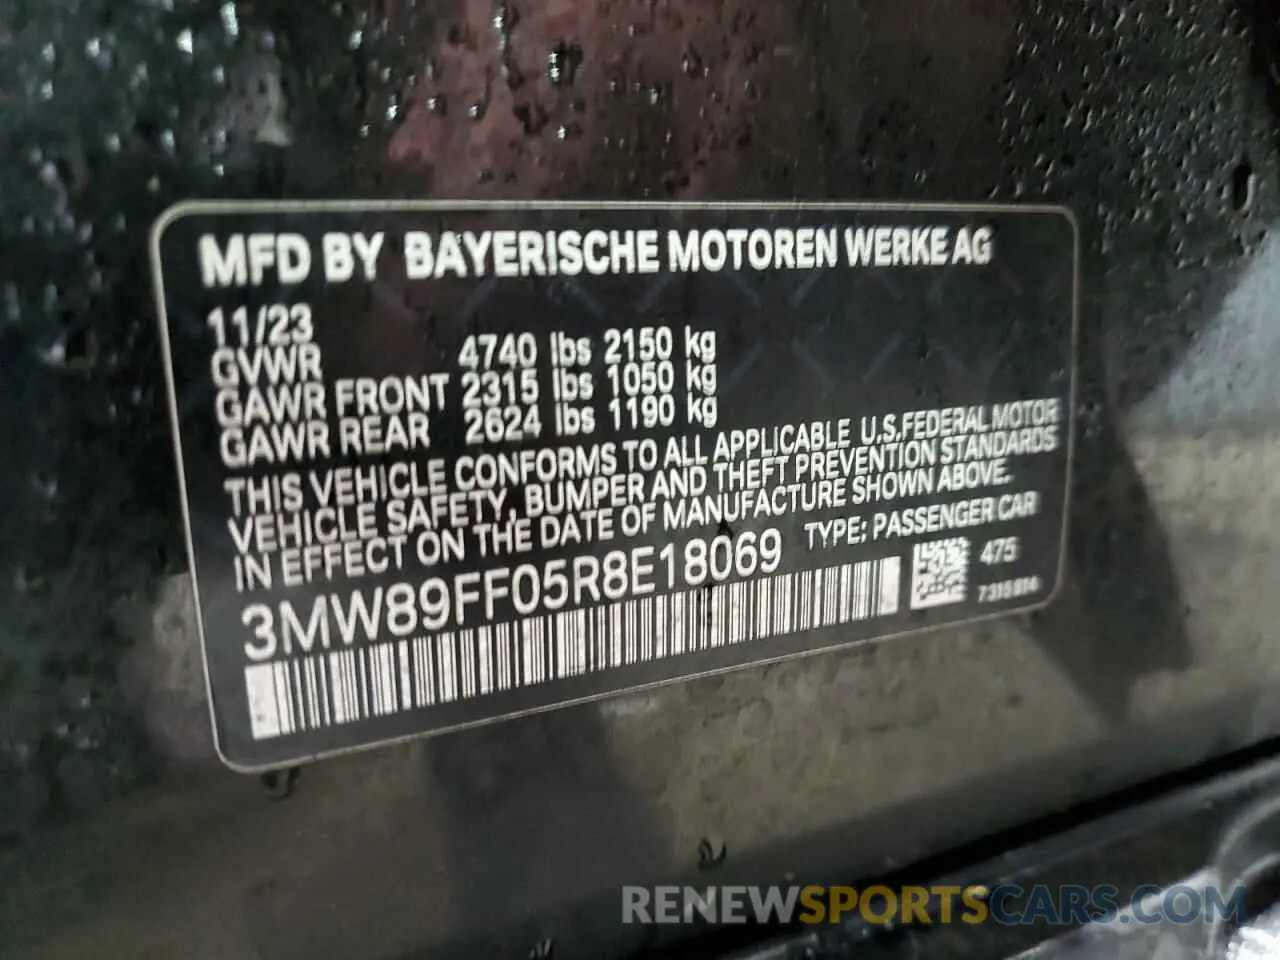 MFD BY BAYERISCHE MOTOREN WERKE AG
11/23
GVWR 4740 lbs 2150 kg
GAWR FRONT 2315 lbs 1050 kg
GAWR REAR 2624 lbs 1190 kg
THIS VEHICLE CONFORMS TO ALL APPLICABLE U.S.FEDERAL MOTOR
VEHICLE SAFETY, BUMPER AND THEFT PREVENTION STANDARDS
IN EFFECT ON THE DATE OF MANUFACTURE SHOWN ABOVE.
3MW89FF05R8E18069 TYPE: PASSENGER CAR
475
7315814
RENEWSPORTSCARS.COM